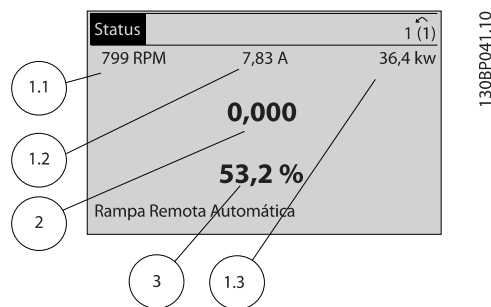 Status
1 (1)
799 RPM 7,83 A 36,4 kw
0,000
53,2 %
Rampa Remota Automática
1.1
1.2
2
3
1.3
130BP041.10